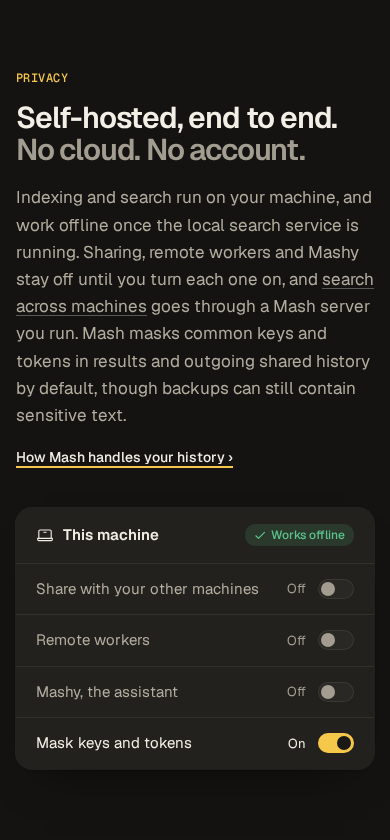 PRIVACY
Self-hosted, end to end.
No cloud. No account.
Indexing and search run on your machine, and
work offline once the local search service is
running. Sharing, remote workers and Mashy
stay off until you turn each one on, and search
across machines goes through a Mash server
you run. Mash masks common keys and
tokens in results and outgoing shared history
by default, though backups can still contain
sensitive text.
How Mash handles your history ›
This machine
Works offline
Share with your other machines Off
Remote workers Off
Mashy, the assistant Off
Mask keys and tokens On